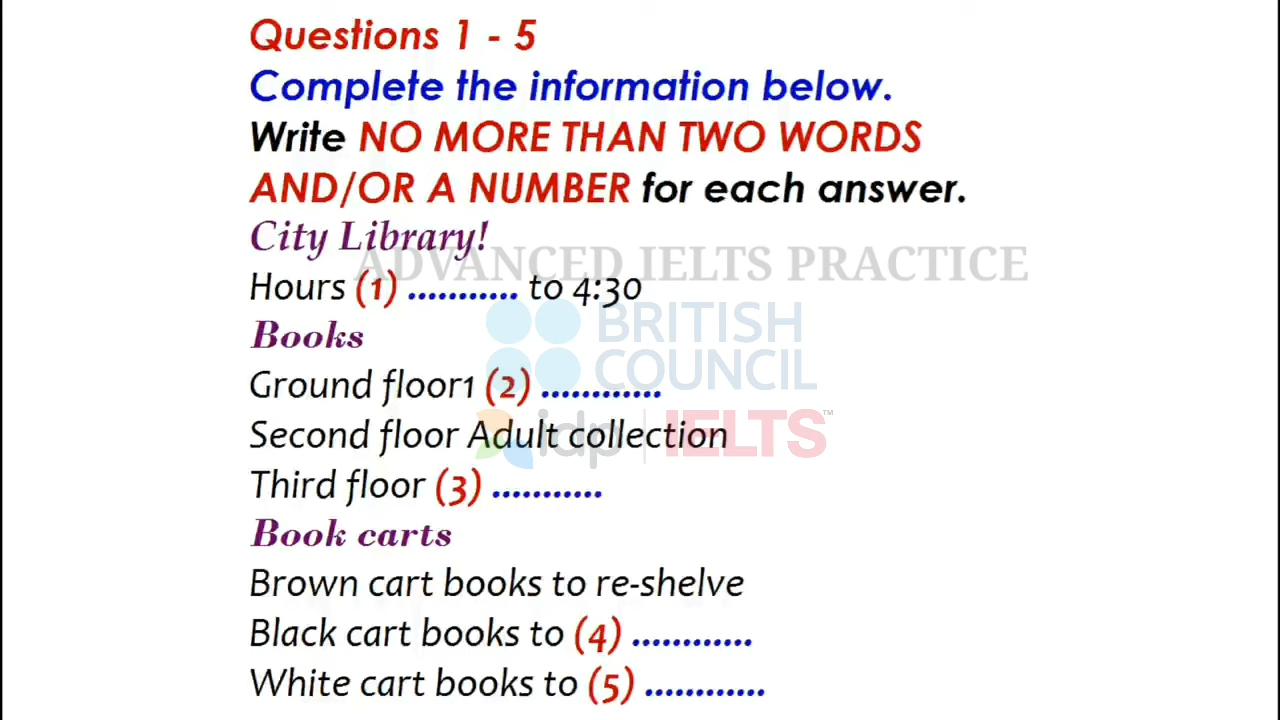 Questions 1 - 5
Complete the information below.
Write NO MORE THAN TWO WORDS
AND/OR A NUMBER for each answer.
City Library!
ADVANCED IELTS PRACTICE
Hours (1) ........... to 4:30
BRITISH
Books
COUNCIL
Ground floor1 (2) ............
idp IELTS™
Second floor Adult collection
Third floor (3) ...........
Book carts
Brown cart books to re-shelve
Black cart books to (4) ............
White cart books to (5) ............